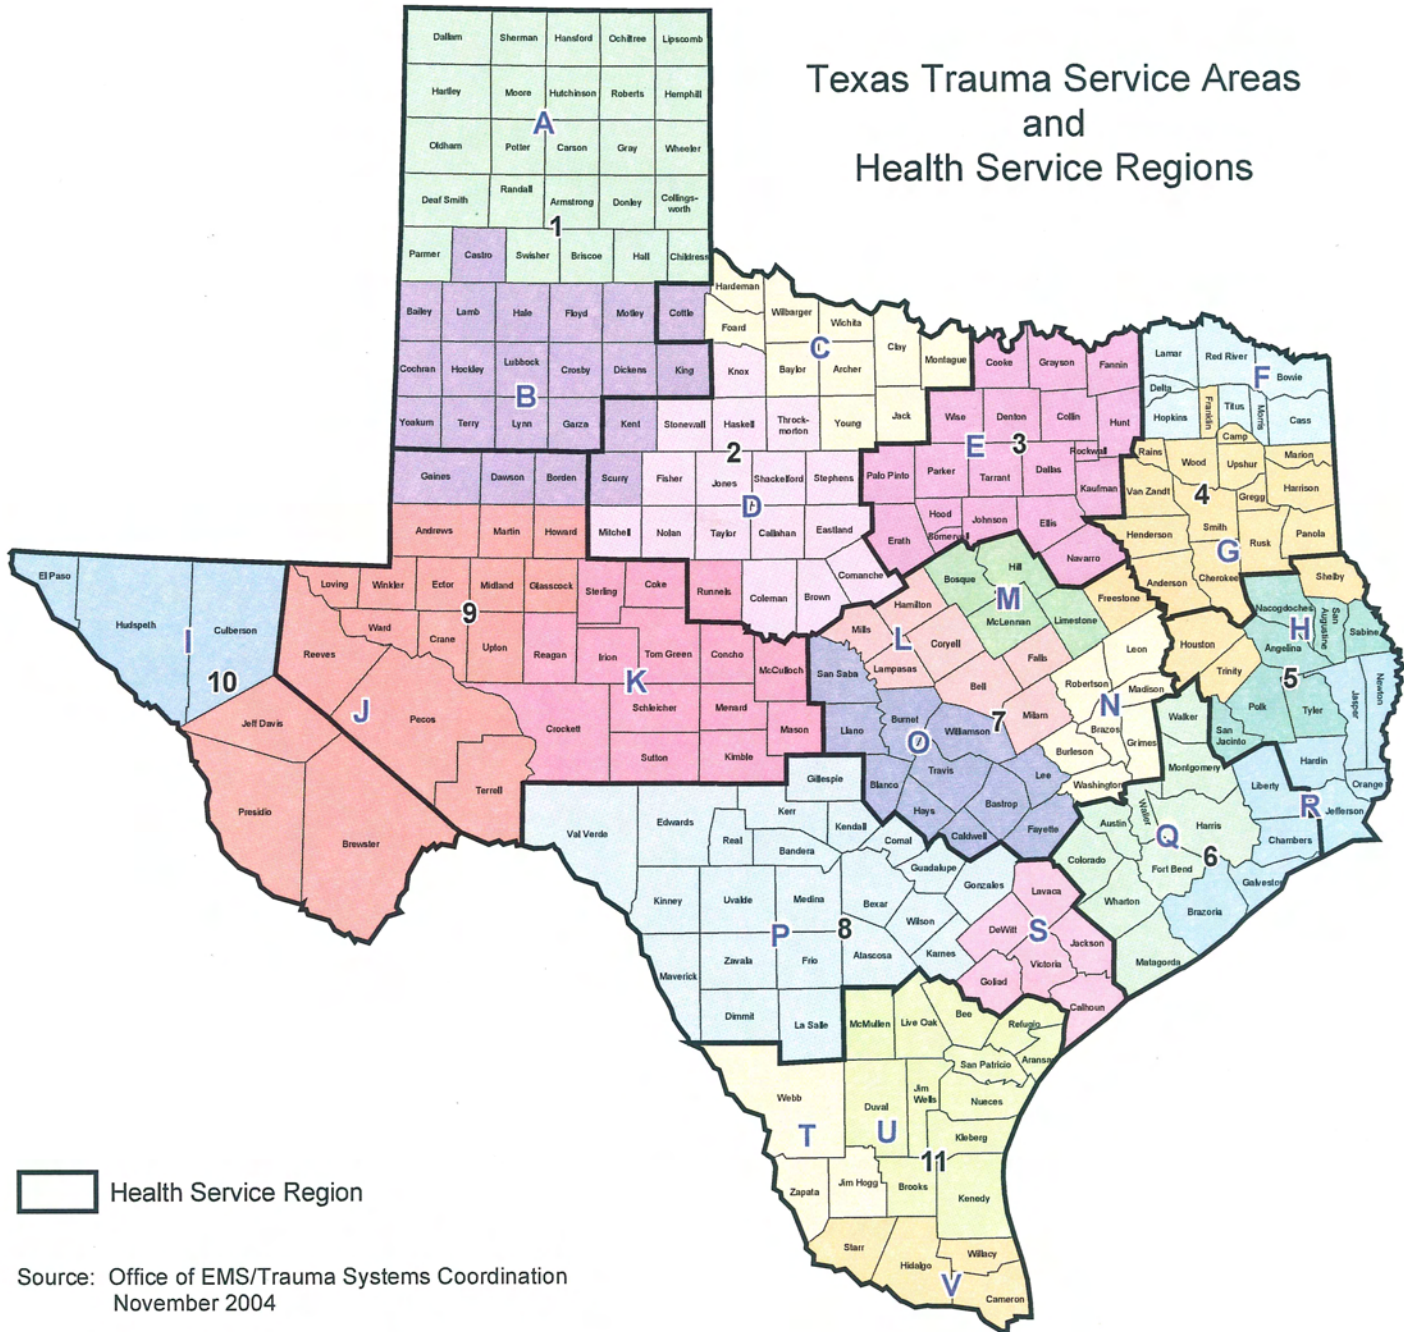 Texas Trauma Service Areas
and
Health Service Regions
Dallam Sherman Hansford Ochiltree Lipscomb
Hartley Moore Hutchinson Roberts Hemphill
A
Oldham Potter Carson Gray Wheeler
Deaf Smith Randall Armstrong Donley Collings-
worth
1
Parmer Castro Swisher Briscoe Hall Childress
Bailey Lamb Hale Floyd Motley Cottle
Cochran Hockley Lubbock Crosby Dickens King
B
Yoakum Terry Lynn Garza Kent Stonewall Haskell Throck-
morton Young Jack
Hardeman Foard Wilbarger Wichita Clay Montague
C
Knox Baylor Archer
2
Gaines Dawson Borden Scurry Fisher Jones Shackelford Stephens
D
Mitchell Nolan Taylor Callahan Eastland
Coleman Brown Comanche Runnels
Cooke Grayson Fannin
Wise Denton Collin Hunt
E 3
Rockwall
Palo Pinto Parker Tarrant Dallas Kaufman
Hood Johnson Ellis
Erath Somervell Navarro
Lamar Red River Bowie
F
Delta Hopkins Franklin Titus Morris Cass
Camp
Rains Wood Upshur Marion
Van Zandt 4 Gregg Harrison
Henderson Smith Rusk Panola
G
Anderson Cherokee Shelby
Andrews Martin Howard
Loving Winkler Ector Midland Glasscock Sterling Coke
9
Ward Crane Upton Reagan Irion Tom Green Concho McCulloch
Reeves
K
J Pecos Crockett Schleicher Menard Mason
Sutton Kimble
Jeff Davis Terrell
Presidio Brewster
El Paso Hudspeth Culberson
I
10
Bosque Hill
M
McLennan Limestone Freestone
Hamilton Mills L Coryell Falls
Lampasas Bell
San Saba 7 Milam
Leon Robertson Madison
N
Brazos Grimes
Burleson Washington
Burnet Williamson
Llano O
Travis Lee
Blanco Hays Bastrop
Caldwell Fayette
Nacogdoches San Augustine Sabine
H
Angelina
5
Houston Trinity
Polk Tyler Jasper Newton
San
Jacinto
Walker Montgomery
Hardin Orange
Liberty R Jefferson
Chambers
Austin Waller Harris
Q
6
Colorado Fort Bend Galveston
Wharton Brazoria
Matagorda
Gillespie
Val Verde Edwards Kerr Kendall Comal
Real Bandera Guadalupe
Gonzales Lavaca
Kinney Uvalde Medina Bexar Wilson
P 8
DeWitt S Jackson
Maverick Zavala Frio Atascosa Karnes Victoria
Goliad
Dimmit La Salle Calhoun
McMullen Live Oak Bee Refugio
San Patricio Aransas
Webb Duval Jim
Wells Nueces
T U
Kleberg
11
Zapata Jim Hogg Brooks Kenedy
Starr Hidalgo Willacy
V
Cameron
Health Service Region
Source: Office of EMS/Trauma Systems Coordination
November 2004